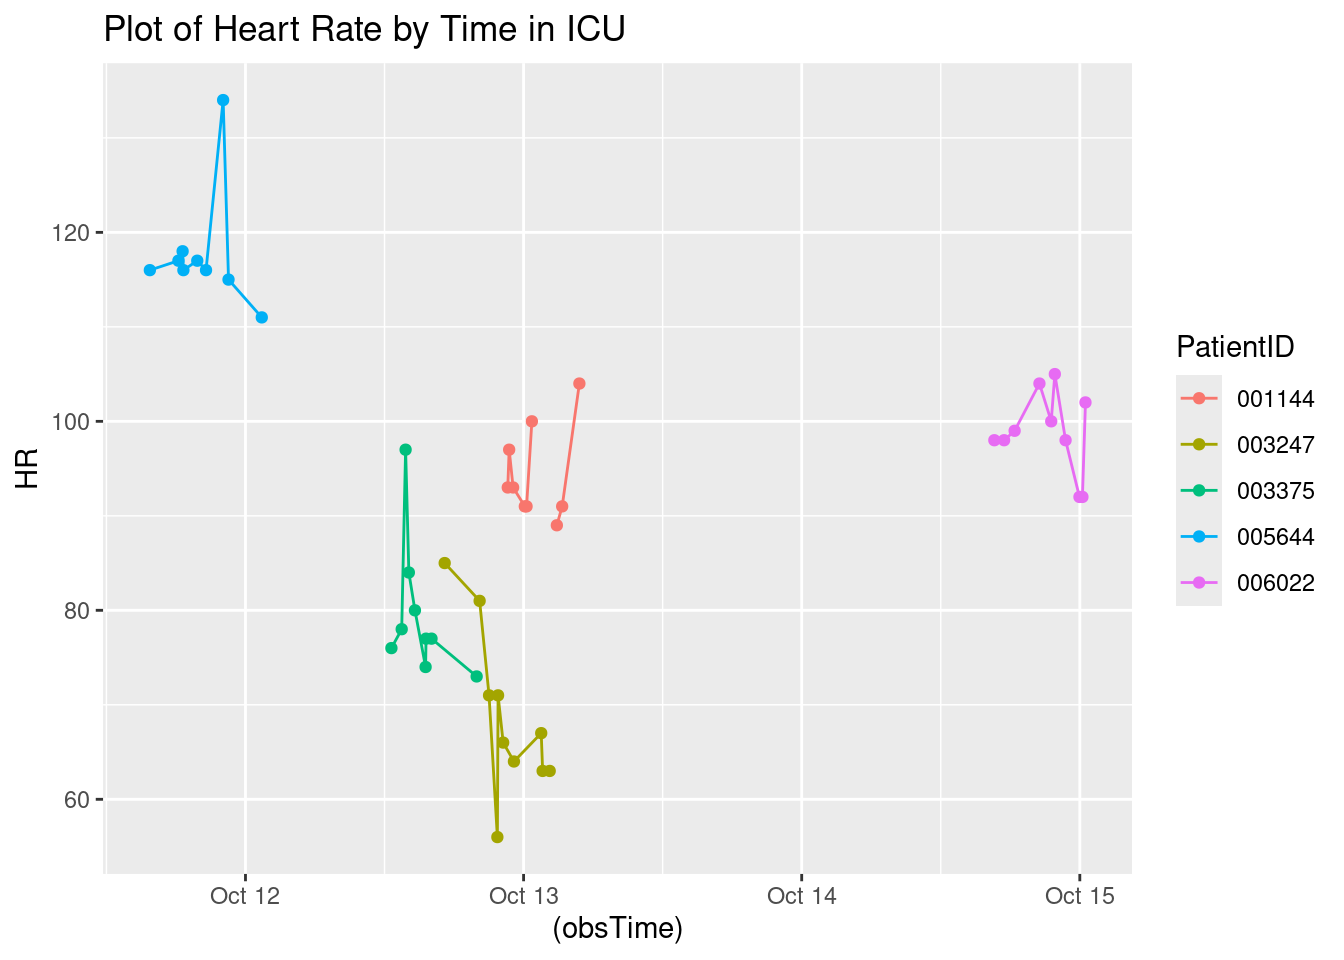 Plot of Heart Rate by Time in ICU
HR
120
100
80
60
Oct 12
Oct 13
Oct 14
Oct 15
(obsTime)
PatientID
001144
003247
003375
005644
006022